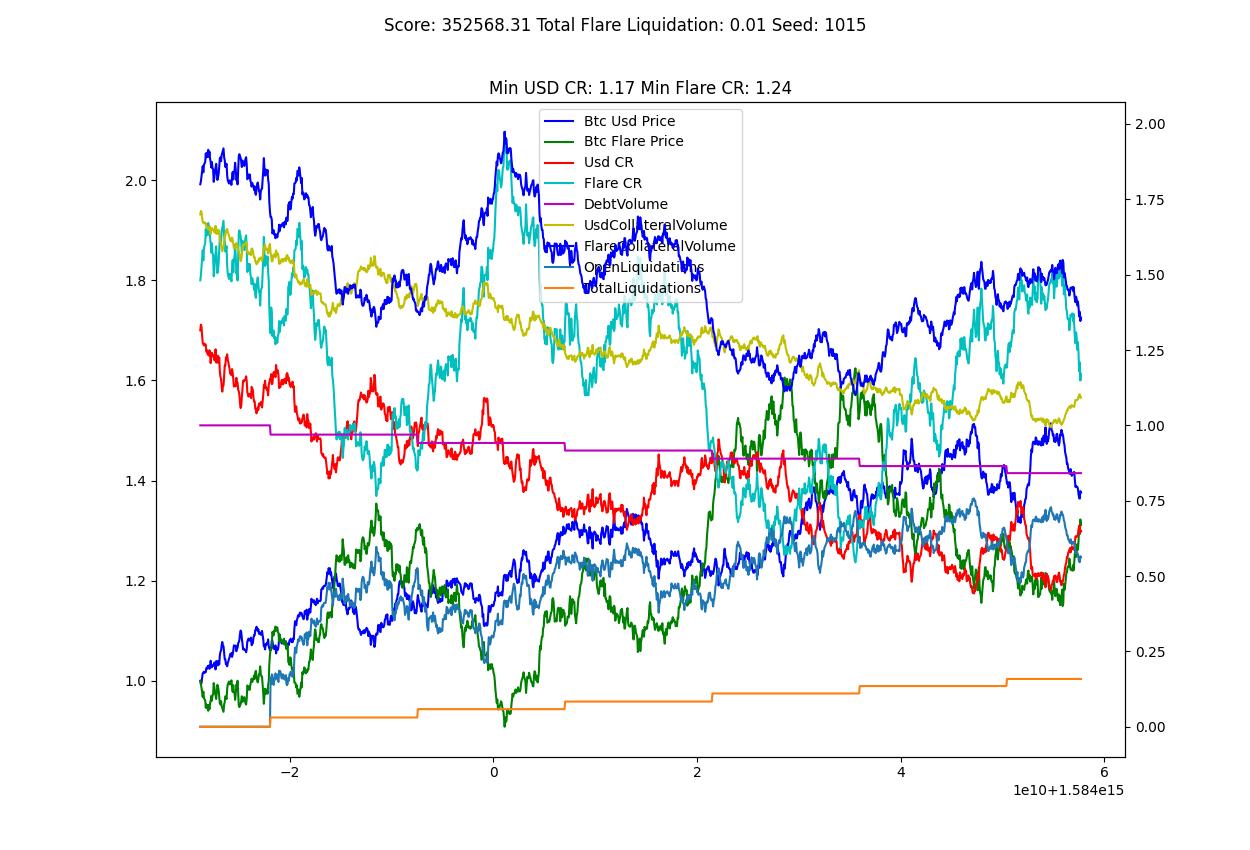 Score: 352568.31 Total Flare Liquidation: 0.01 Seed: 1015
Min USD CR: 1.17 Min Flare CR: 1.24
Btc Usd Price
Btc Flare Price
Usd CR
Flare CR
DebtVolume
UsdCollateralVolume
FlareCollateralVolume
OpenLiquidations
TotalLiquidations
2.0
1.8
1.6
1.4
1.2
1.0
2.00
1.75
1.50
1.25
1.00
0.75
0.50
0.25
0.00
−2 0 2 4 6
1e10+1.584e15